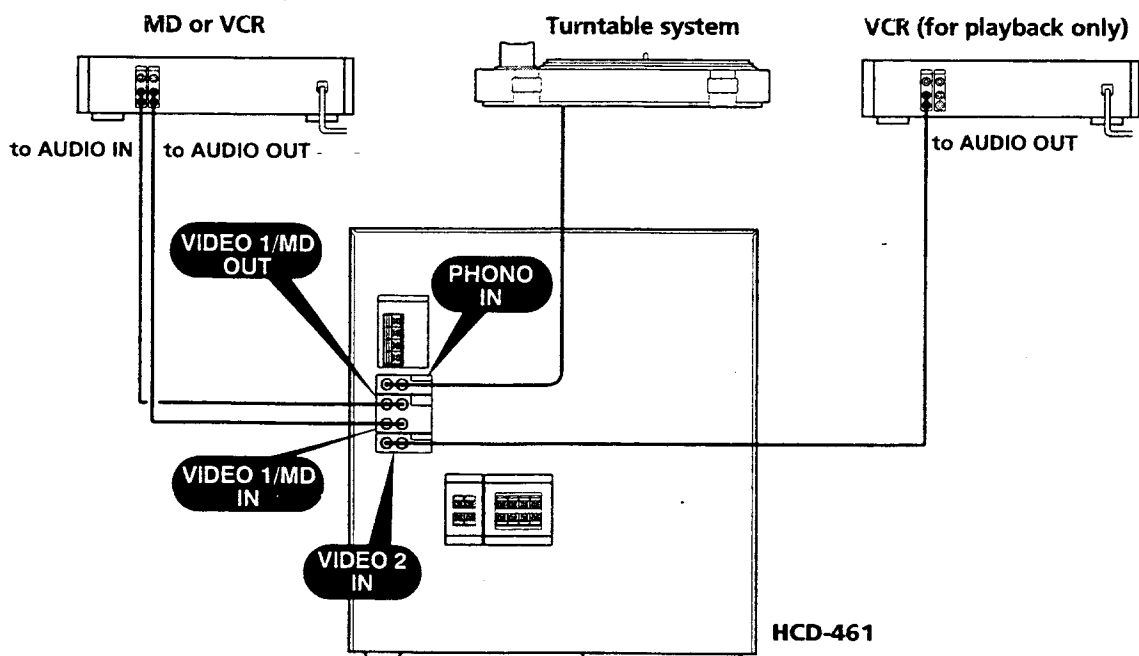 MD or VCR
Turntable system
VCR (for playback only)
to AUDIO IN
to AUDIO OUT
to AUDIO OUT
VIDEO 1/MD
OUT
PHONO
IN
VIDEO 1/MD
IN
VIDEO 2
IN
HCD-461